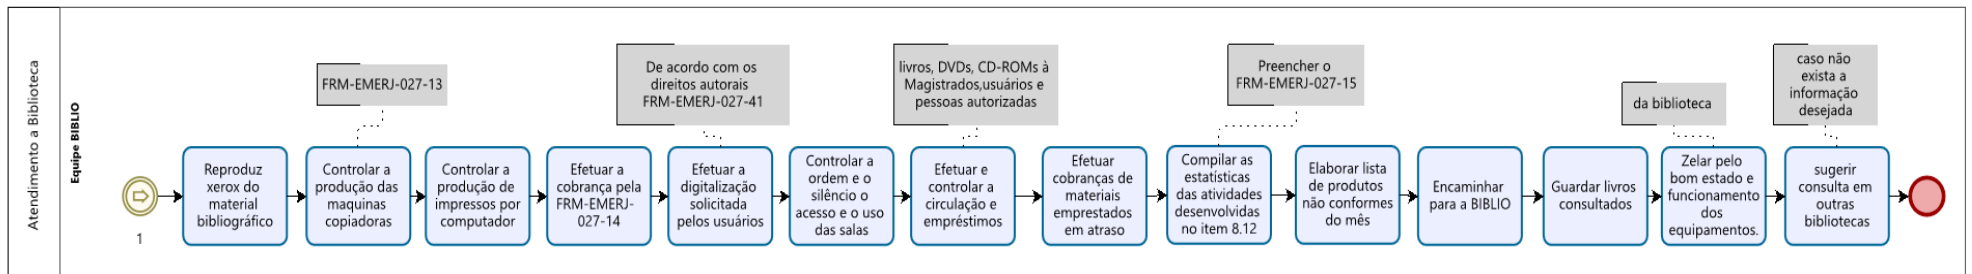 Atendimento a Biblioteca
Equipe BIBLIO
1
Reproduz
xerox do
material
bibliográfico
FRM-EMERJ-027-13
Controlar a
produção das
maquinas
copiadoras
Controlar a
produção de
impressos por
computador
Efetuar a
cobrança pela
FRM-EMERJ-
027-14
De acordo com os
direitos autorais
FRM-EMERJ-027-41
Efetuar a
digitalização
solicitada
pelos usuários
Controlar a
ordem e o
silêncio o
acesso e o uso
das salas
livros, DVDs, CD-ROMs à
Magistrados,usuários e
pessoas autorizadas
Efetuar e
controlar a
circulação e
empréstimos
Efetuar
cobranças de
materiais
emprestados
em atraso
Preencher o
FRM-EMERJ-027-15
Compilar as
estatísticas
das atividades
desenvolvidas
no item 8.12
Elaborar lista
de produtos
não conformes
do mês
Encaminhar
para a BIBLIO
Guardar livros
consultados
da biblioteca
Zelar pelo
bom estado e
funcionamento
dos
equipamentos.
caso não
exista a
informação
desejada
sugerir
consulta em
outras
bibliotecas